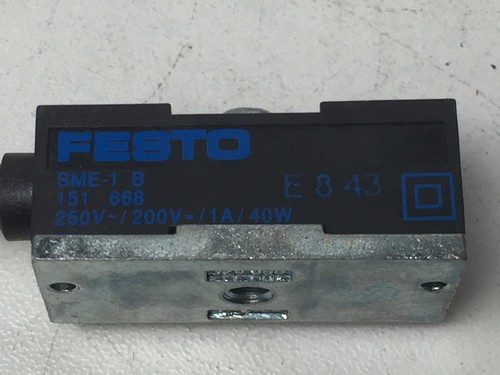 FESTO
SME-1 B
151 668
250V~/200V=/1A/40W
E 8 43